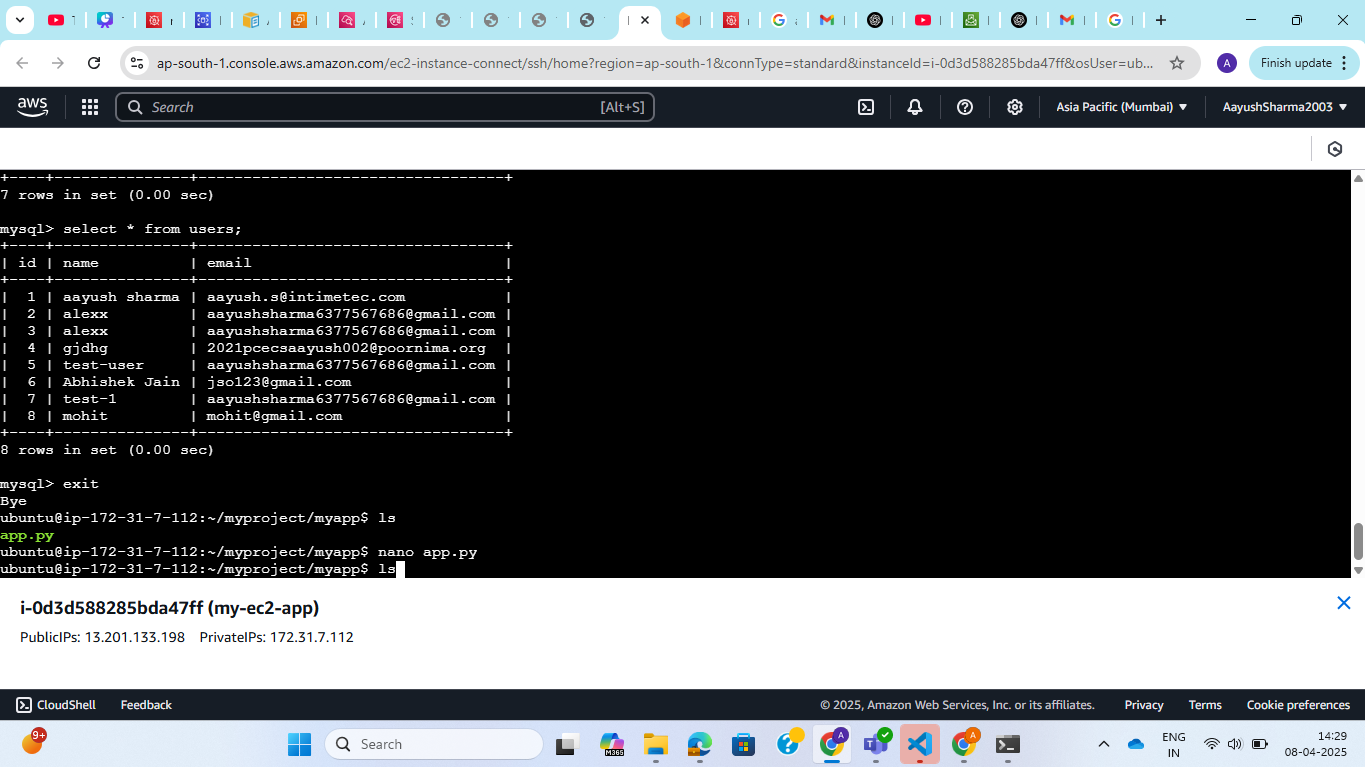 ap-south-1.console.aws.amazon.com/ec2-instance-connect/ssh/home?region=ap-south-1&connType=standard&instanceId=i-0d3d588285bda47ff&osUser=ub...
A
Finish update
aws
Search [Alt+S]
Asia Pacific (Mumbai)
AayushSharma2003
+----+---------------+----------------------------------+
7 rows in set (0.00 sec)
mysql> select * from users;
+----+---------------+----------------------------------+
| id | name          | email                            |
+----+---------------+----------------------------------+
|  1 | aayush sharma | aayush.s@intimetec.com           |
|  2 | alexx         | aayushsharma6377567686@gmail.com |
|  3 | alexx         | aayushsharma6377567686@gmail.com |
|  4 | gjdhg         | 2021pcecsaayush002@poornima.org  |
|  5 | test-user     | aayushsharma6377567686@gmail.com |
|  6 | Abhishek Jain | jso123@gmail.com                 |
|  7 | test-1        | aayushsharma6377567686@gmail.com |
|  8 | mohit         | mohit@gmail.com                  |
+----+---------------+----------------------------------+
8 rows in set (0.00 sec)
mysql> exit
Bye
ubuntu@ip-172-31-7-112:~/myproject/myapp$ ls
app.py
ubuntu@ip-172-31-7-112:~/myproject/myapp$ nano app.py
ubuntu@ip-172-31-7-112:~/myproject/myapp$ ls
i-0d3d588285bda47ff (my-ec2-app)
PublicIPs: 13.201.133.198 PrivateIPs: 172.31.7.112
CloudShell Feedback © 2025, Amazon Web Services, Inc. or its affiliates. Privacy Terms Cookie preferences
9+
Search
M365
A
A
ENG
IN
14:29
08-04-2025